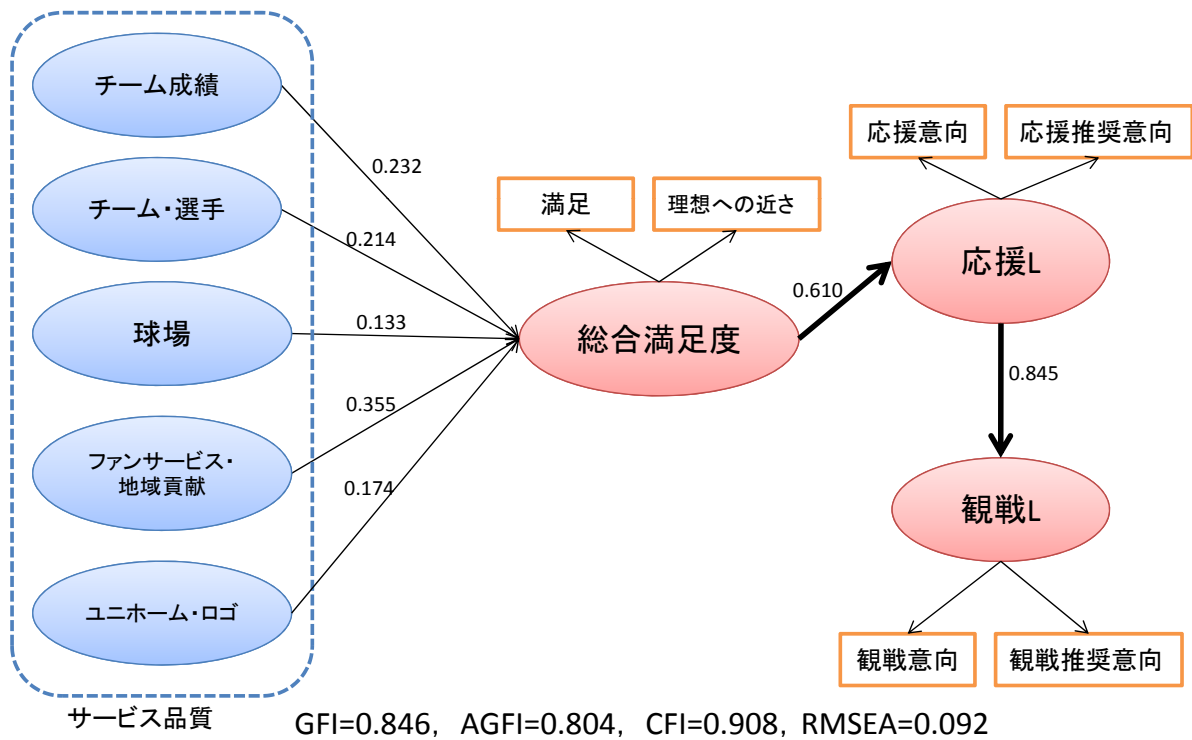 チーム成績
チーム・選手
球場
ファンサービス・
地域貢献
ユニホーム・ロゴ
サービス品質
0.232
0.214
0.133
0.355
0.174
満足
理想への近さ
総合満足度
0.610
応援意向
応援推奨意向
応援L
0.845
観戦L
観戦意向
観戦推奨意向
GFI=0.846, AGFI=0.804, CFI=0.908, RMSEA=0.092